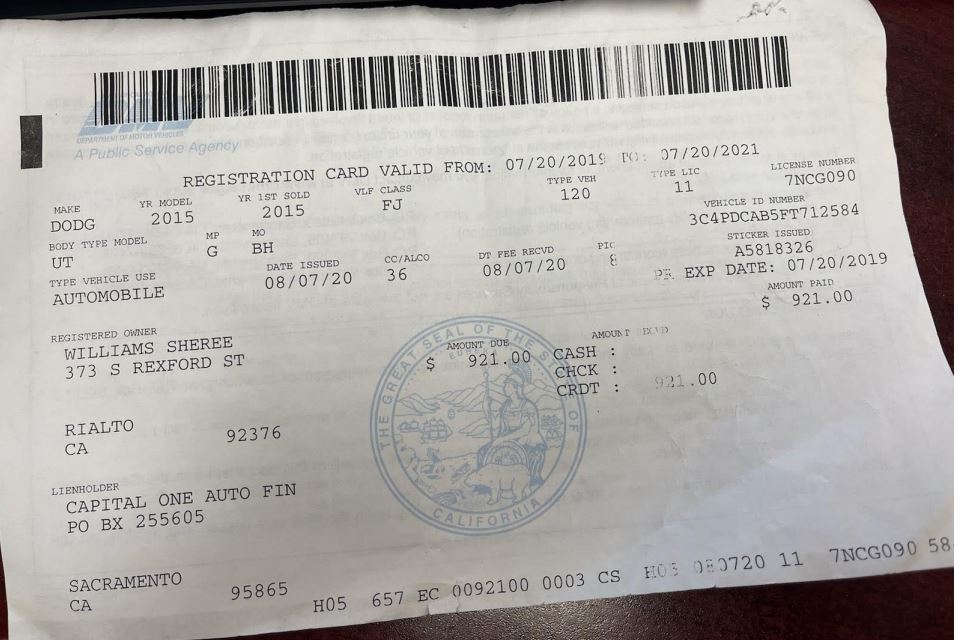 DMV
DEPARTMENT OF MOTOR VEHICLES
A Public Service Agency
REGISTRATION CARD VALID FROM: 07/20/2019 TO: 07/20/2021
MAKE YR MODEL YR 1ST SOLD VLF CLASS TYPE VEH TYPE LIC LICENSE NUMBER
DODG 2015 2015 FJ 120 11 7NCG090
BODY TYPE MODEL MP MO VEHICLE ID NUMBER
UT G BH 3C4PDCAB5FT712584
TYPE VEHICLE USE DATE ISSUED CC/ALCO DT FEE RECVD PIC STICKER ISSUED
AUTOMOBILE 08/07/20 36 08/07/20 8 A5818326
PR EXP DATE: 07/20/2019
REGISTERED OWNER AMOUNT PAID
WILLIAMS SHEREE $ 921.00
373 S REXFORD ST
AMOUNT DUE AMOUNT RECVD
$ 921.00 CASH :
CHCK :
CRDT : 921.00
RIALTO
CA 92376
LIENHOLDER
CAPITAL ONE AUTO FIN
PO BX 255605
SACRAMENTO
CA 95865
H05 657 EC 0092100 0003 CS H05 080720 11 7NCG090 584
THE GREAT SEAL OF THE STATE OF CALIFORNIA